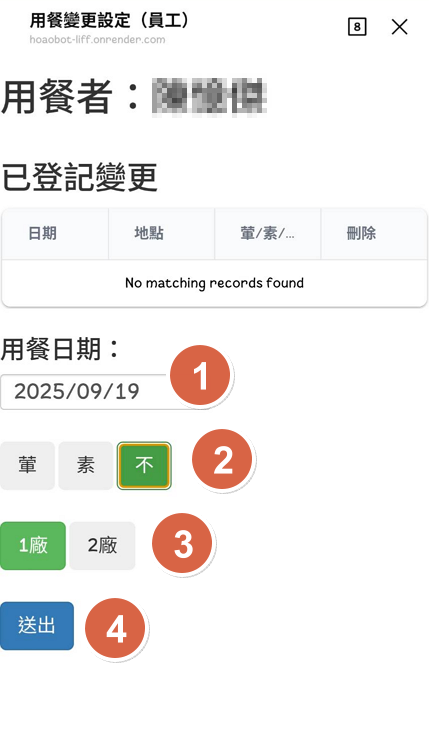 用餐變更設定（員工）
hoaobot-liff.onrender.com
8
用餐者：
已登記變更
日期 地點 葷/素/... 刪除
No matching records found
用餐日期：
2025/09/19
1
葷 素 不
2
1廠 2廠
3
送出
4